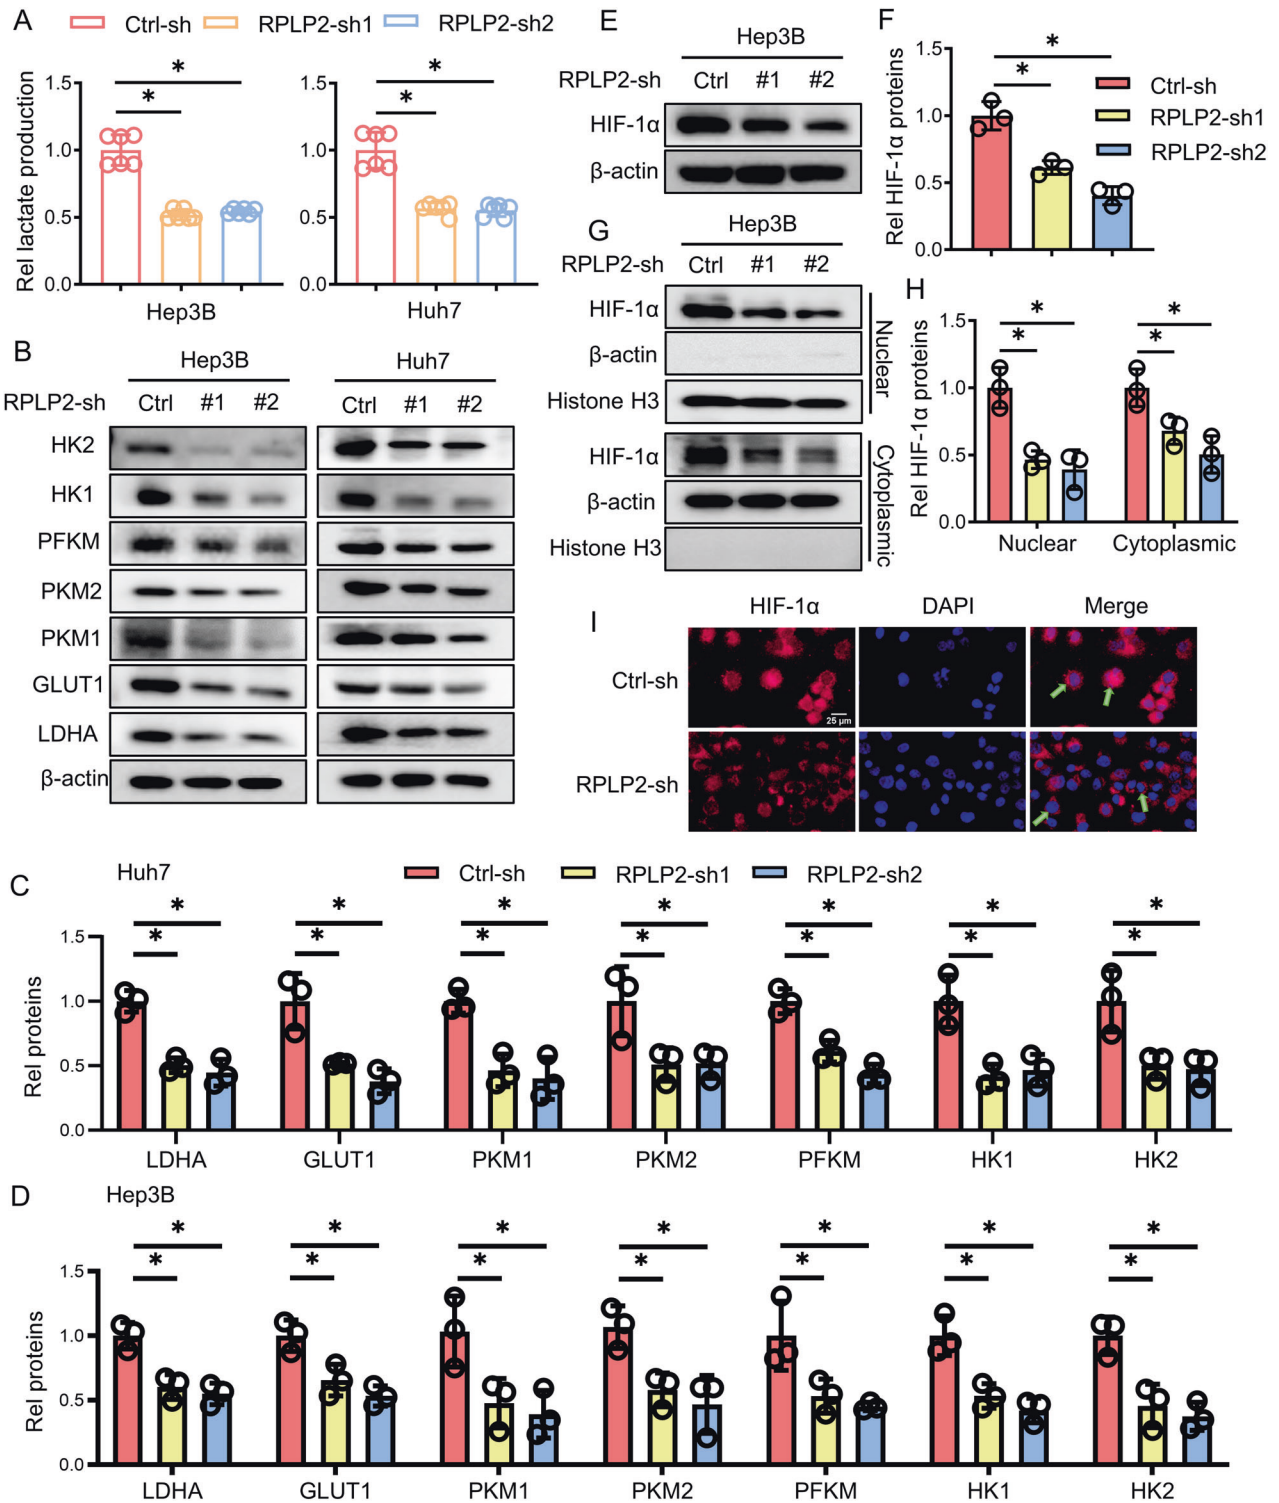 A
Ctrl-sh RPLP2-sh1 RPLP2-sh2
Rel lactate production
1.5
1.0
0.5
0.0
* *
Hep3B
1.5
1.0
0.5
0.0
* *
Huh7
B
Hep3B Huh7
RPLP2-sh Ctrl #1 #2 Ctrl #1 #2
HK2
HK1
PFKM
PKM2
PKM1
GLUT1
LDHA
β-actin
E
Hep3B
RPLP2-sh Ctrl #1 #2
HIF-1α
β-actin
F
Rel HIF-1α proteins
1.5
1.0
0.5
0.0
* *
Ctrl-sh
RPLP2-sh1
RPLP2-sh2
G
Hep3B
RPLP2-sh Ctrl #1 #2
HIF-1α
β-actin
Histone H3
Nuclear
HIF-1α
β-actin
Histone H3
Cytoplasmic
H
Rel HIF-1α proteins
1.5
1.0
0.5
0.0
* * * *
Nuclear Cytoplasmic
I
HIF-1α DAPI Merge
Ctrl-sh
25 μm
RPLP2-sh
C
Huh7
Ctrl-sh RPLP2-sh1 RPLP2-sh2
Rel proteins
1.5
1.0
0.5
0.0
* * * * * * *
* * * * * * *
LDHA GLUT1 PKM1 PKM2 PFKM HK1 HK2
D
Hep3B
Rel proteins
1.5
1.0
0.5
0.0
* * * * * * *
* * * * * * *
LDHA GLUT1 PKM1 PKM2 PFKM HK1 HK2